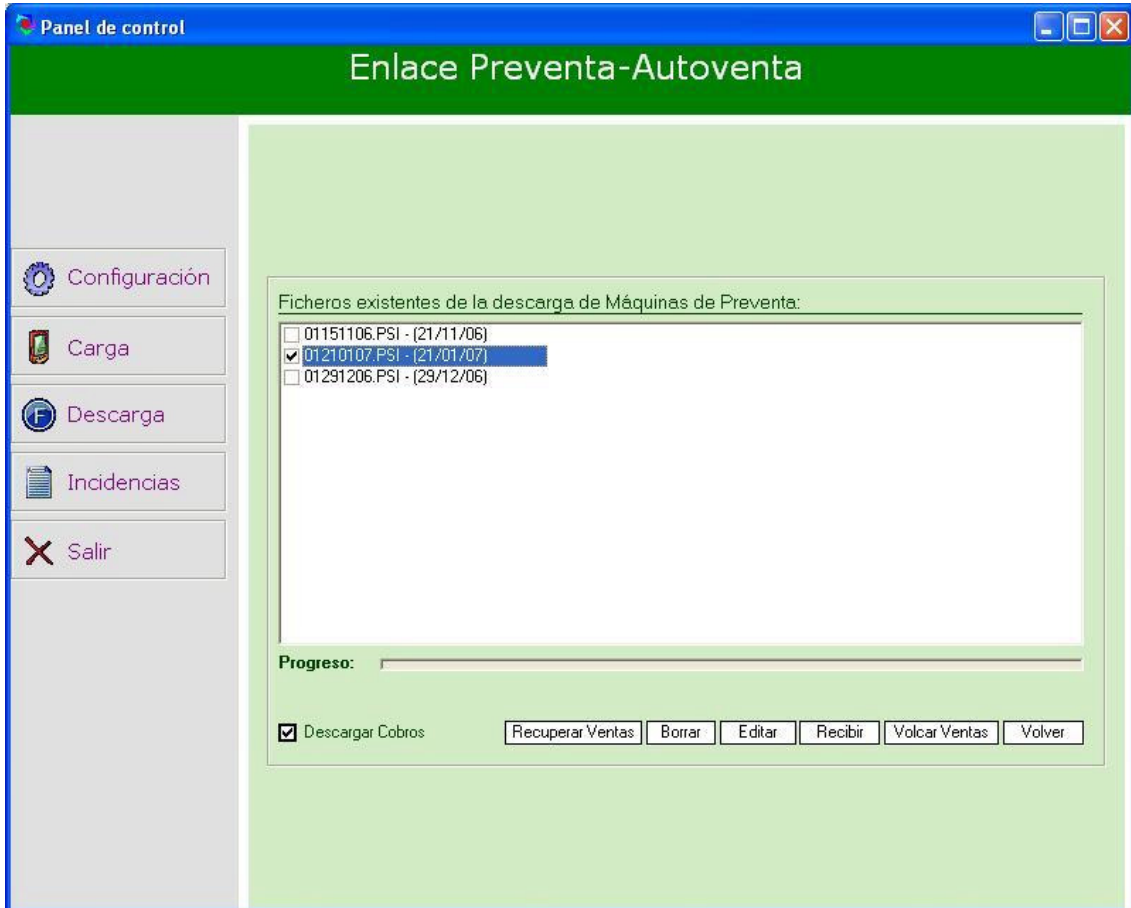 Panel de control
Enlace Preventa-Autoventa
Configuración
Carga
Descarga
Incidencias
Salir
Ficheros existentes de la descarga de Máquinas de Preventa:
01151106.PSI - (21/11/06)
01210107.PSI - (21/01/07)
01291206.PSI - (29/12/06)
Progreso:
Descargar Cobros
Recuperar Ventas Borrar Editar Recibir Volcar Ventas Volver